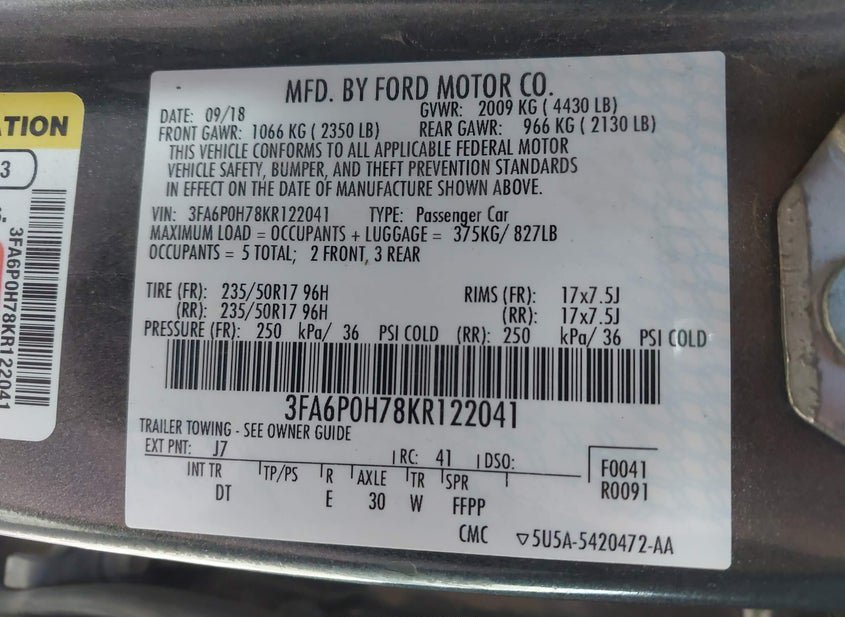 MFD. BY FORD MOTOR CO.
DATE: 09/18 GVWR: 2009 KG ( 4430 LB)
FRONT GAWR: 1066 KG ( 2350 LB) REAR GAWR: 966 KG ( 2130 LB)
THIS VEHICLE CONFORMS TO ALL APPLICABLE FEDERAL MOTOR
VEHICLE SAFETY, BUMPER, AND THEFT PREVENTION STANDARDS
IN EFFECT ON THE DATE OF MANUFACTURE SHOWN ABOVE.
VIN: 3FA6P0H78KR122041 TYPE: Passenger Car
MAXIMUM LOAD = OCCUPANTS + LUGGAGE = 375KG/ 827LB
OCCUPANTS = 5 TOTAL; 2 FRONT, 3 REAR
TIRE (FR): 235/50R17 96H RIMS (FR): 17x7.5J
(RR): 235/50R17 96H (RR): 17x7.5J
PRESSURE (FR): 250 kPa/ 36 PSI COLD (RR): 250 kPa/ 36 PSI COLD
3FA6P0H78KR122041
TRAILER TOWING - SEE OWNER GUIDE
EXT PNT: J7 RC: 41 DSO: F0041
INT TR TP/PS R AXLE TR SPR R0091
DT E 30 W FFPP
CMC 5U5A-5420472-AA
ATION
3
3FA6P0H78KR122041